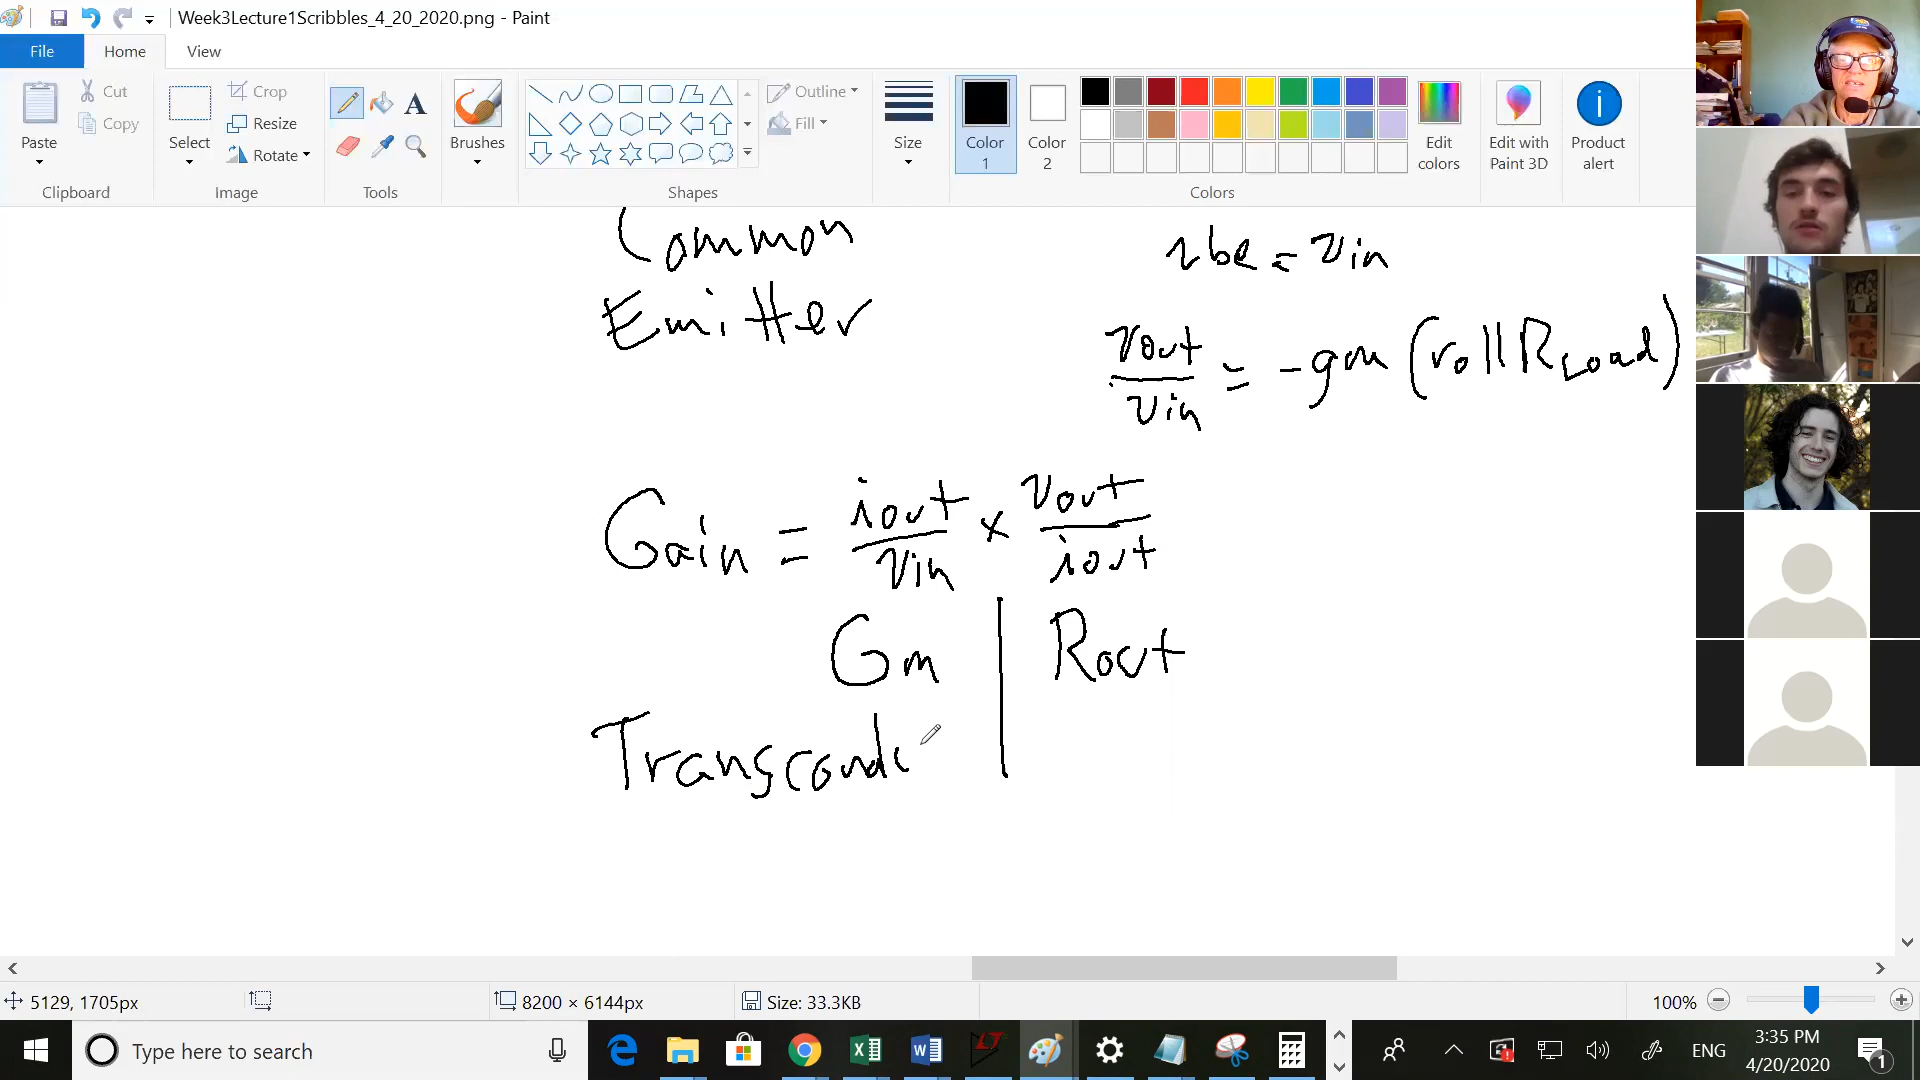 Week3Lecture1Scribbles_4_20_2020.png - Paint
File Home View
Paste
Cut
Copy
Clipboard
Select
Crop
Resize
Rotate
Image
A
Tools
Brushes
Shapes
Outline
Fill
Size
Color 1
Color 2
Edit colors
Colors
Edit with Paint 3D
Product alert
Common
Emitter
vbe = vin
vout / vin = -gm (ro || RLoad)
Gain = iout / vin × vout / iout
Gm | Rout
Transcond
5129, 1705px
8200 × 6144px
Size: 33.3KB
100%
Type here to search
ENG
3:35 PM
4/20/2020
1